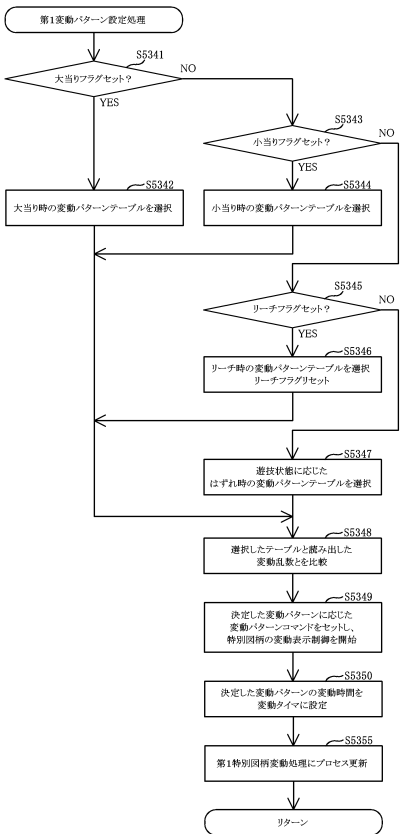 第1変動パターン設定処理
S5341
大当りフラグセット?
NO
YES
S5343
小当りフラグセット?
NO
YES
S5342
大当り時の変動パターンテーブルを選択
S5344
小当り時の変動パターンテーブルを選択
S5345
リーチフラグセット?
NO
YES
S5346
リーチ時の変動パターンテーブルを選択
リーチフラグリセット
S5347
遊技状態に応じた
はずれ時の変動パターンテーブルを選択
S5348
選択したテーブルと読み出した
変動乱数とを比較
S5349
決定した変動パターンに応じた
変動パターンコマンドをセットし、
特別図柄の変動表示制御を開始
S5350
決定した変動パターンの変動時間を
変動タイマに設定
S5355
第1特別図柄変動処理にプロセス更新
リターン